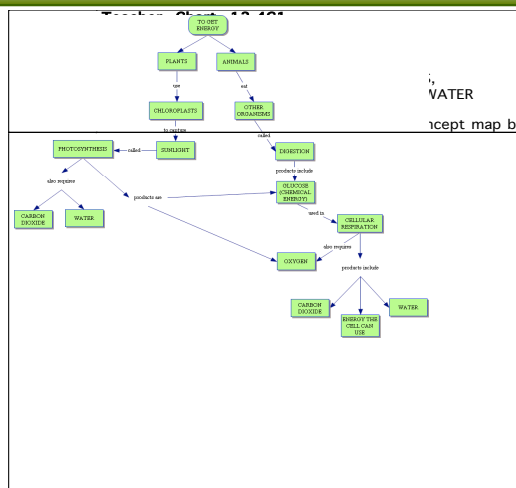 TO GET
ENERGY
PLANTS
ANIMALS
use
eat
CHLOROPLASTS
OTHER
ORGANISMS
WATER
to capture
called
PHOTOSYNTHESIS
called
SUNLIGHT
DIGESTION
also requires
products use
products include
GLUCOSE
(CHEMICAL
ENERGY)
CARBON
DIOXIDE
WATER
used in
CELLULAR
RESPIRATION
also requires
OXYGEN
products include
CARBON
DIOXIDE
ENERGY THE
CELL CAN
USE
WATER